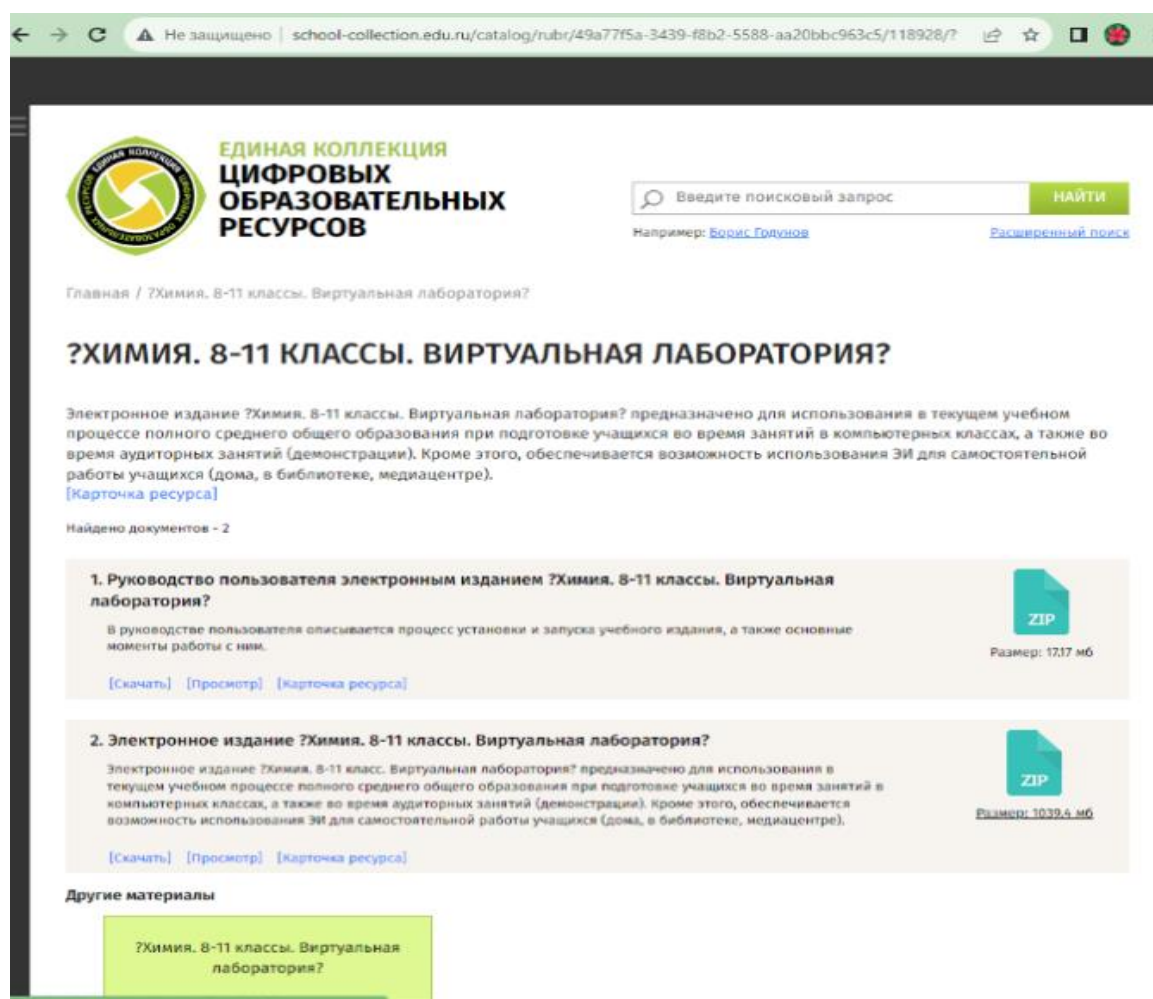 Не защищено | school-collection.edu.ru/catalog/rubr/49a77f5a-3439-f8b2-5588-aa20bbc963c5/118928/?
ЕДИНАЯ КОЛЛЕКЦИЯ ЦИФРОВЫХ ОБРАЗОВАТЕЛЬНЫХ РЕСУРСОВ
ЕДИНАЯ КОЛЛЕКЦИЯ
ЦИФРОВЫХ
ОБРАЗОВАТЕЛЬНЫХ
РЕСУРСОВ
Введите поисковый запрос НАЙТИ
Например: Борис Годунов Расширенный поиск
Главная / ?Химия. 8-11 классы. Виртуальная лаборатория?
?ХИМИЯ. 8-11 КЛАССЫ. ВИРТУАЛЬНАЯ ЛАБОРАТОРИЯ?
Электронное издание ?Химия. 8-11 классы. Виртуальная лаборатория? предназначено для использования в текущем учебном
процессе полного среднего общего образования при подготовке учащихся во время занятий в компьютерных классах, а также во
время аудиторных занятий (демонстрации). Кроме этого, обеспечивается возможность использования ЭИ для самостоятельной
работы учащихся (дома, в библиотеке, медиацентре).
[Карточка ресурса]
Найдено документов - 2
1. Руководство пользователя электронным изданием ?Химия. 8-11 классы. Виртуальная
лаборатория?
В руководстве пользователя описывается процесс установки и запуска учебного издания, а также основные
моменты работы с ним.
[Скачать] [Просмотр] [Карточка ресурса]
ZIP
Размер: 17.17 мб
2. Электронное издание ?Химия. 8-11 классы. Виртуальная лаборатория?
Электронное издание ?Химия. 8-11 класс. Виртуальная лаборатория? предназначено для использования в
текущем учебном процессе полного среднего общего образования при подготовке учащихся во время занятий в
компьютерных классах, а также во время аудиторных занятий (демонстрации). Кроме этого, обеспечивается
возможность использования ЭИ для самостоятельной работы учащихся (дома, в библиотеке, медиацентре).
[Скачать] [Просмотр] [Карточка ресурса]
ZIP
Размер: 1039.4 мб
Другие материалы
?Химия. 8-11 классы. Виртуальная
лаборатория?